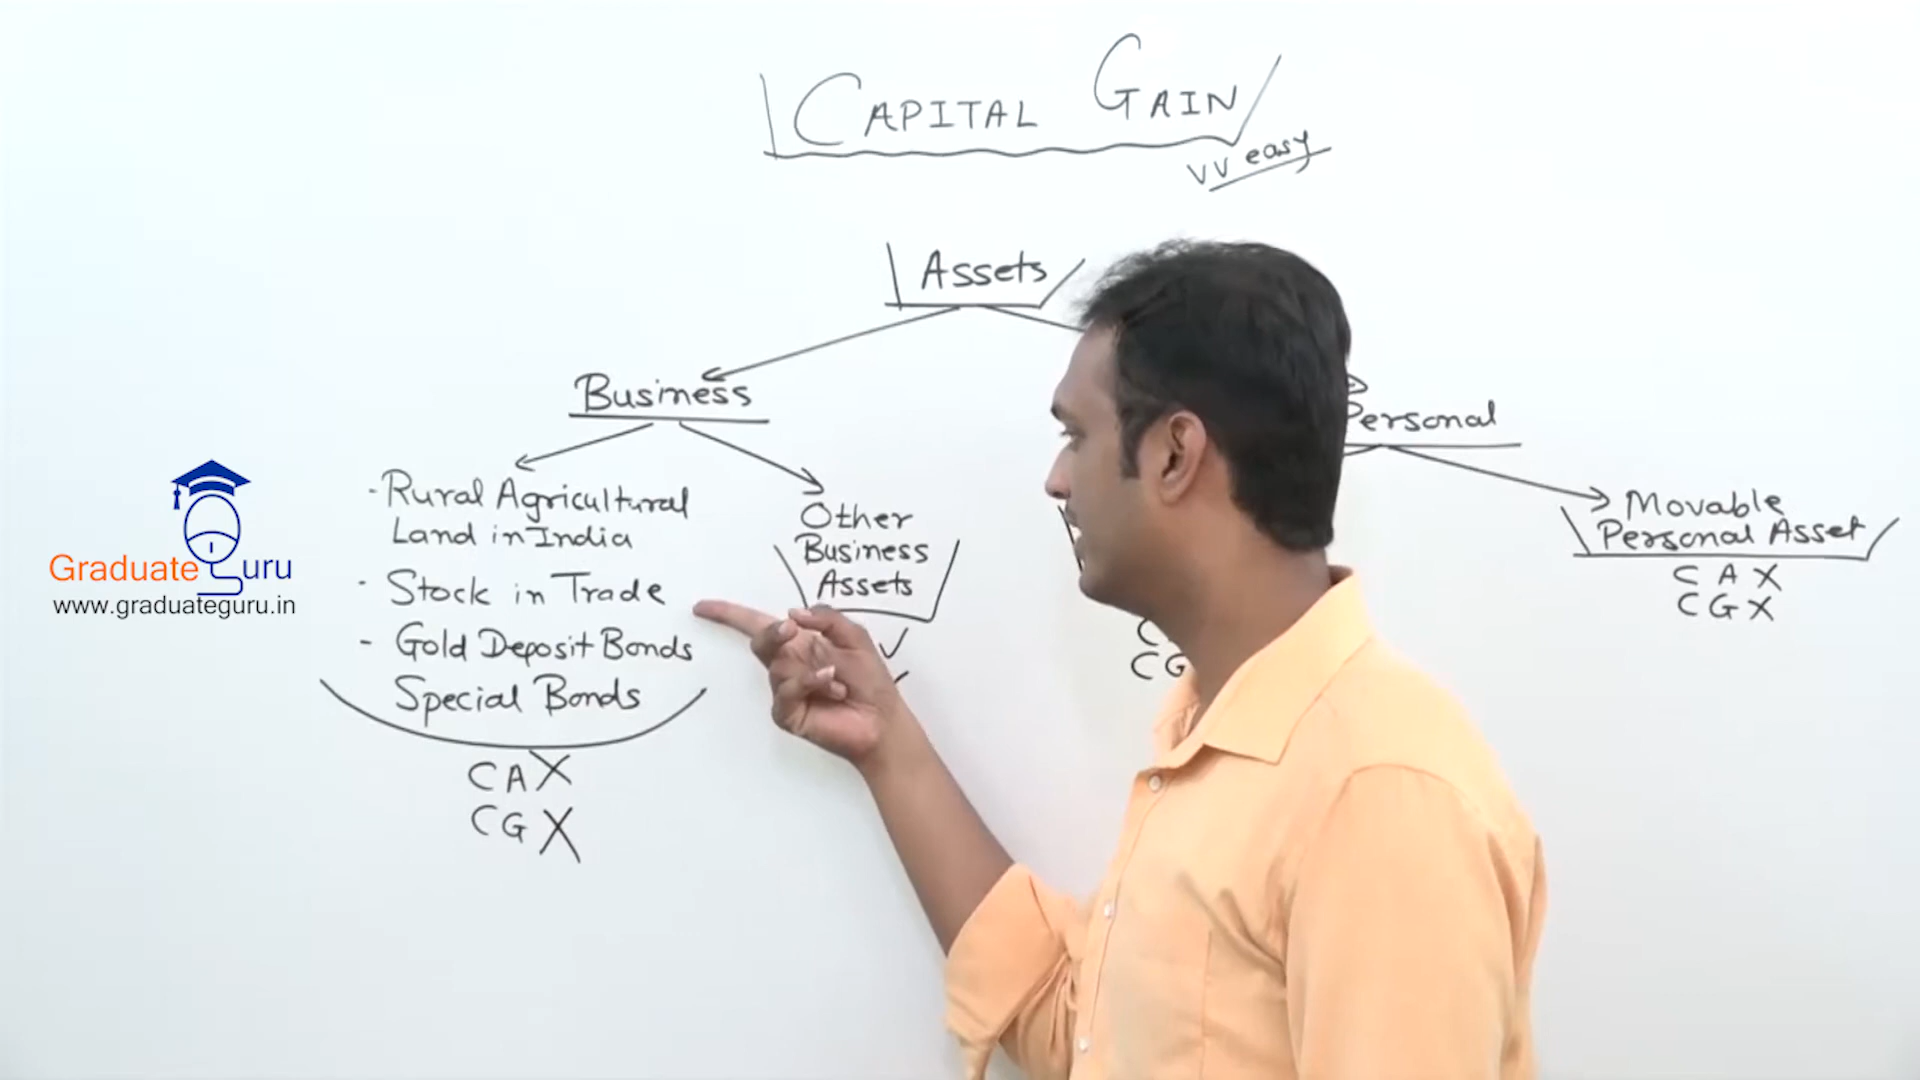 CAPITAL GAIN
VV easy
Assets
Business
Personal
- Rural Agricultural
Land in India
- Stock in Trade
- Gold Deposit Bonds
Special Bonds
CA X
CG X
Other
Business
Assets
✓
CG
Movable
Personal Asset
CA X
CG X
GraduateGuru
www.graduateguru.in